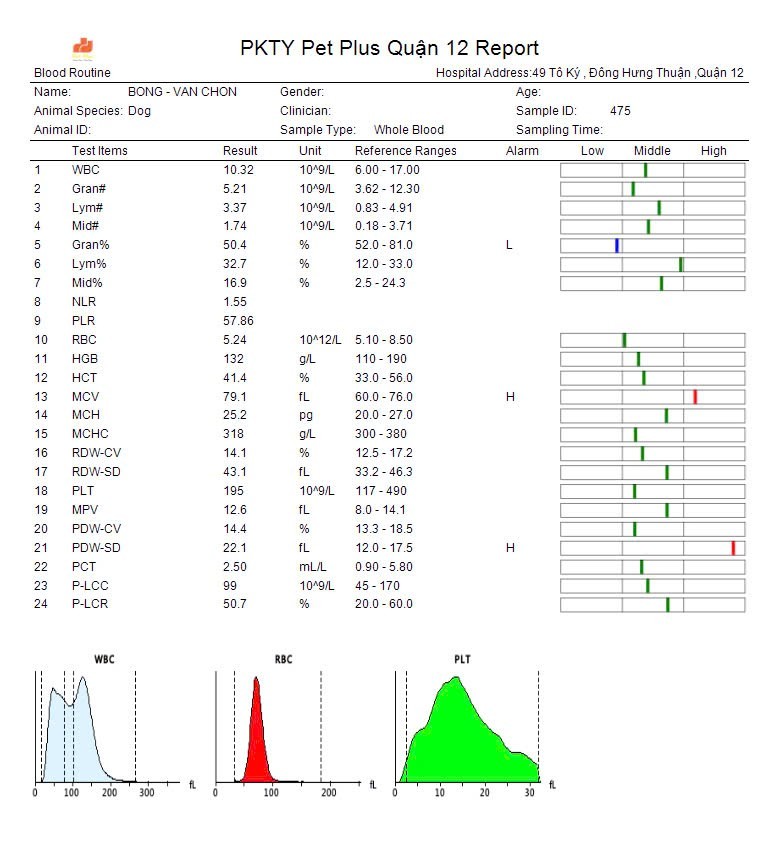 PKTY Pet Plus Quận 12 Report
Blood Routine Hospital Address:49 Tô Ký , Đông Hưng Thuận ,Quận 12
Name: BONG - VAN CHON Gender: Age:
Animal Species: Dog Clinician: Sample ID: 475
Animal ID: Sample Type: Whole Blood Sampling Time:
Test Items Result Unit Reference Ranges Alarm Low Middle High
1 WBC 10.32 10^9/L 6.00 - 17.00
2 Gran# 5.21 10^9/L 3.62 - 12.30
3 Lym# 3.37 10^9/L 0.83 - 4.91
4 Mid# 1.74 10^9/L 0.18 - 3.71
5 Gran% 50.4 % 52.0 - 81.0 L
6 Lym% 32.7 % 12.0 - 33.0
7 Mid% 16.9 % 2.5 - 24.3
8 NLR 1.55
9 PLR 57.86
10 RBC 5.24 10^12/L 5.10 - 8.50
11 HGB 132 g/L 110 - 190
12 HCT 41.4 % 33.0 - 56.0
13 MCV 79.1 fL 60.0 - 76.0 H
14 MCH 25.2 pg 20.0 - 27.0
15 MCHC 318 g/L 300 - 380
16 RDW-CV 14.1 % 12.5 - 17.2
17 RDW-SD 43.1 fL 33.2 - 46.3
18 PLT 195 10^9/L 117 - 490
19 MPV 12.6 fL 8.0 - 14.1
20 PDW-CV 14.4 % 13.3 - 18.5
21 PDW-SD 22.1 fL 12.0 - 17.5 H
22 PCT 2.50 mL/L 0.90 - 5.80
23 P-LCC 99 10^9/L 45 - 170
24 P-LCR 50.7 % 20.0 - 60.0
WBC RBC PLT
0 100 200 300 fL 0 100 200 fL 0 10 20 30 fL